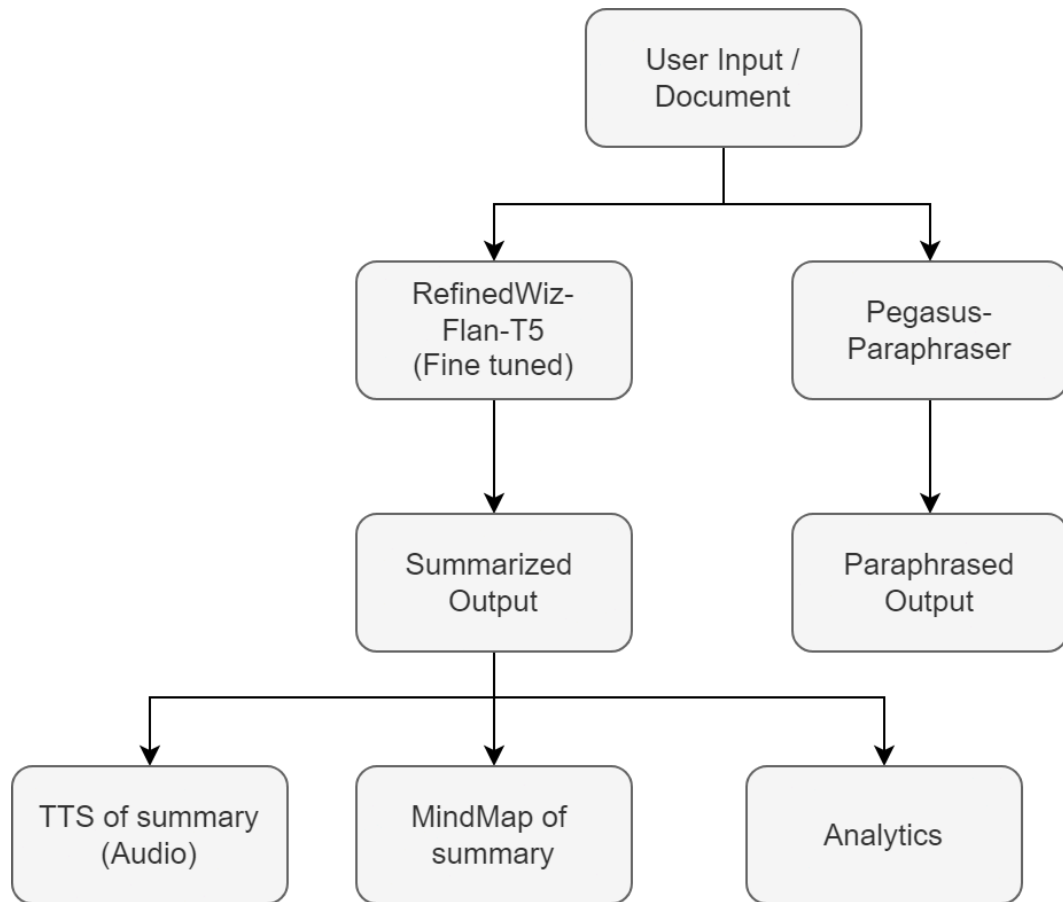 User Input /
Document
RefinedWiz-
Flan-T5
(Fine tuned)
Pegasus-
Paraphraser
Summarized
Output
Paraphrased
Output
TTS of summary
(Audio)
MindMap of
summary
Analytics